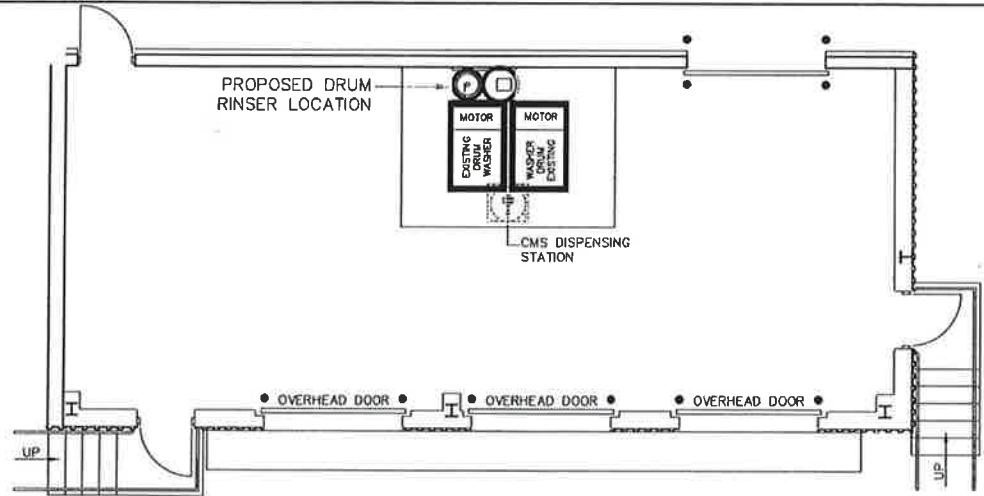 PROPOSED DRUM
RINSER LOCATION
MOTOR
MOTOR
EXISTING
DRUM
WASHER
WASHER
DRUM
EXISTING
CMS DISPENSING
STATION
OVERHEAD DOOR
OVERHEAD DOOR
OVERHEAD DOOR
UP
UP